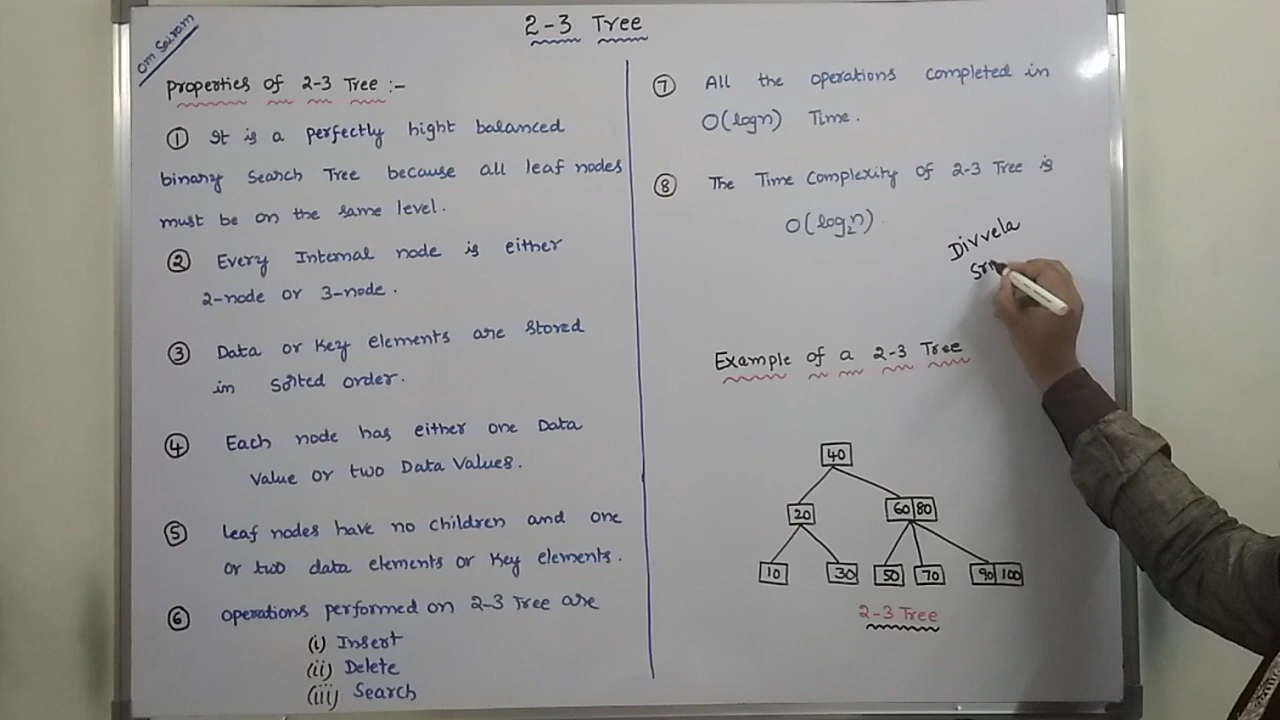 Om Sairam
2-3 Tree
Properties of 2-3 Tree :-
① It is a perfectly hight balanced
binary Search Tree because all leaf nodes
must be on the same level.
② Every Internal node is either
2-node or 3-node.
③ Data or Key elements are stored
in Sorted order.
④ Each node has either one Data
Value or two Data Values.
⑤ leaf nodes have no children and one
or two data elements or Key elements.
⑥ operations performed on 2-3 Tree are
(i) Insert
(ii) Delete
(iii) Search
⑦ All the operations completed in
O(logn) Time.
⑧ The Time Complexity of 2-3 Tree is
O(log₂n).
Divvela
Sri
Example of a 2-3 Tree
40
20 60 80
10 30 50 70 90 100
2-3 Tree